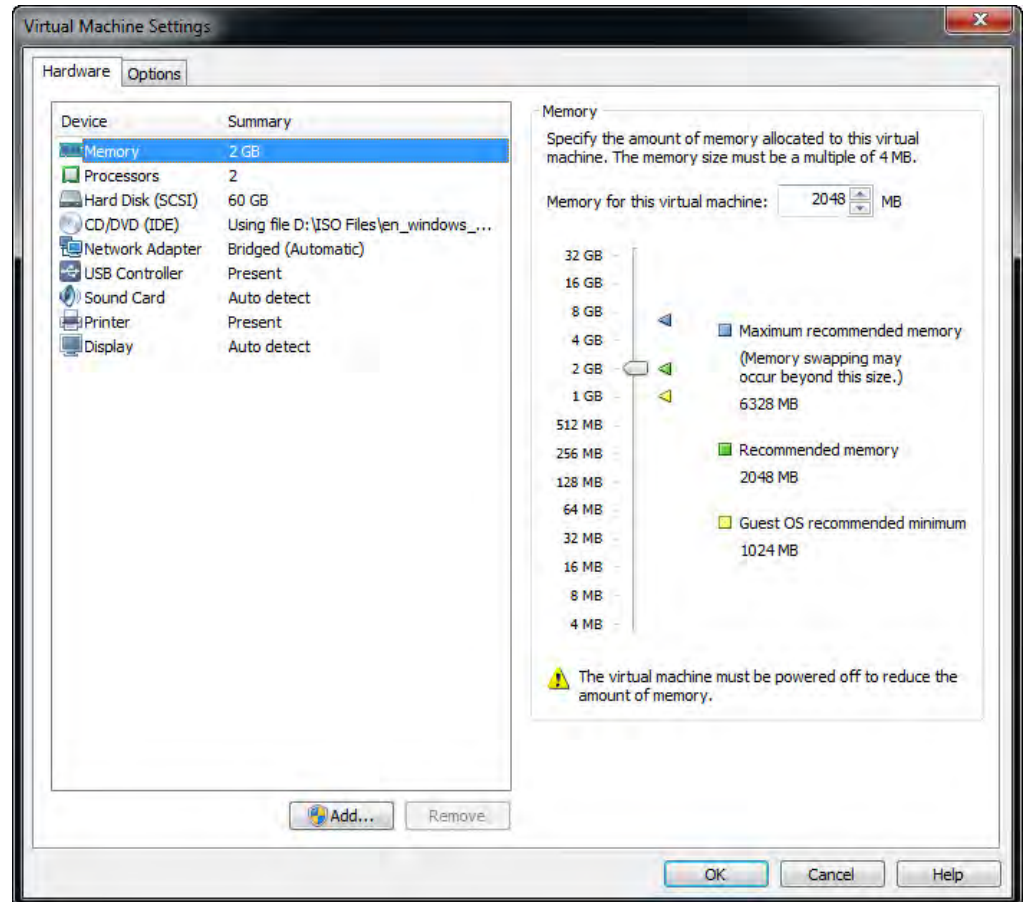 Virtual Machine Settings
Hardware Options
Device Summary
Memory 2 GB
Processors 2
Hard Disk (SCSI) 60 GB
CD/DVD (IDE) Using file D:\ISO Files\en_windows_...
Network Adapter Bridged (Automatic)
USB Controller Present
Sound Card Auto detect
Printer Present
Display Auto detect
Add... Remove
Memory
Specify the amount of memory allocated to this virtual
machine. The memory size must be a multiple of 4 MB.
Memory for this virtual machine: 2048 MB
32 GB
16 GB
8 GB
4 GB
2 GB
1 GB
512 MB
256 MB
128 MB
64 MB
32 MB
16 MB
8 MB
4 MB
Maximum recommended memory
(Memory swapping may
occur beyond this size.)
6328 MB
Recommended memory
2048 MB
Guest OS recommended minimum
1024 MB
The virtual machine must be powered off to reduce the
amount of memory.
OK Cancel Help